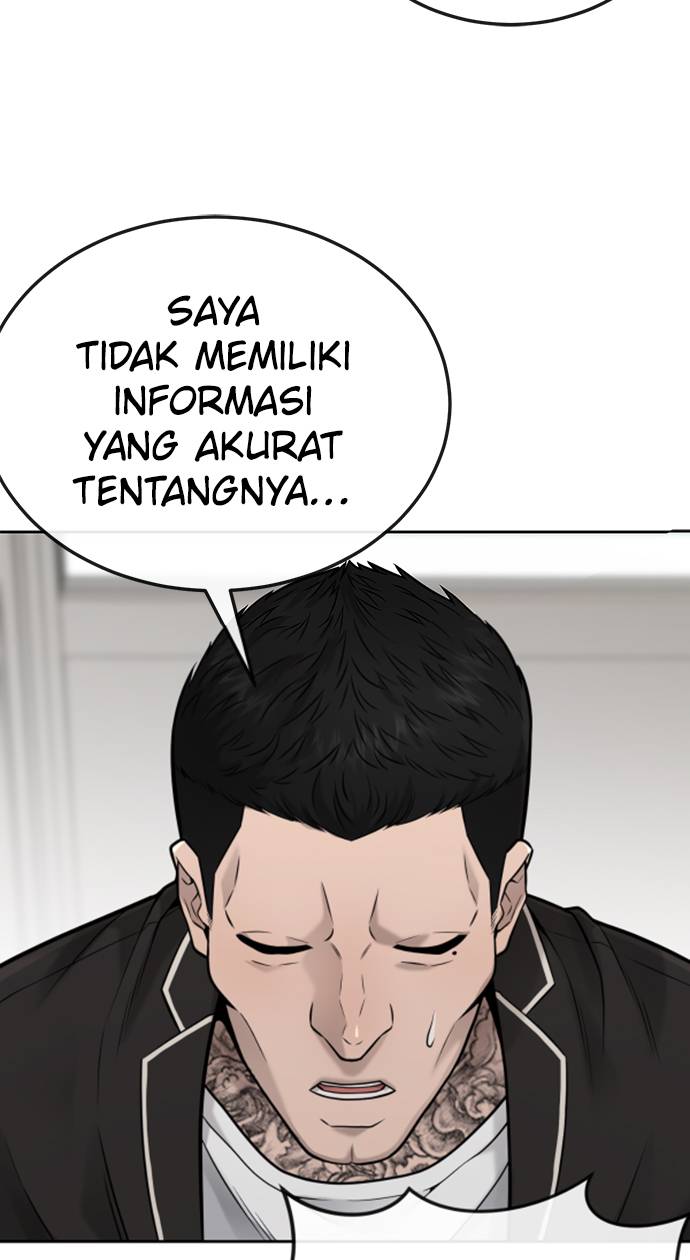 SAYA
TIDAK MEMILIKI
INFORMASI
YANG AKURAT
TENTANGNYA...